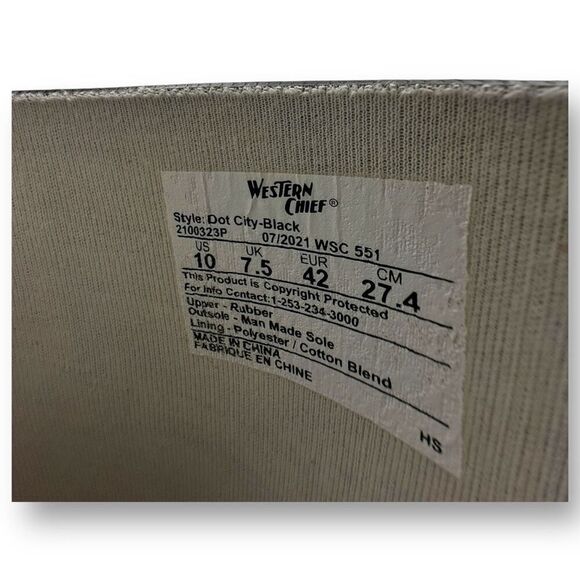 WESTERN
CHIEF®
Style: Dot City-Black
2100323P 07/2021 WSC 551
US UK EUR CM
10 7.5 42 27.4
This Product is Copyright Protected
For Info Contact:1-253-234-3000
Upper - Rubber
Outsole - Man Made Sole
Lining - Polyester / Cotton Blend
MADE IN CHINA
FABRIQUE EN CHINE
HS